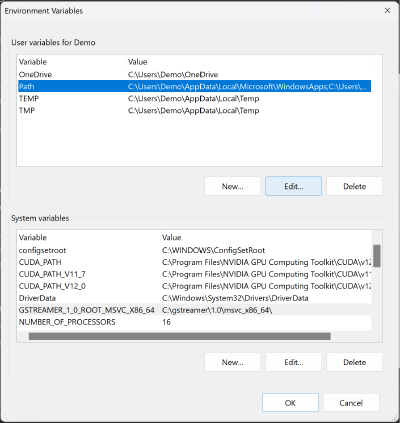 Environment Variables
User variables for Demo
Variable Value
OneDrive C:\Users\Demo\OneDrive
Path C:\Users\Demo\AppData\Local\Microsoft\WindowsApps;C:\Users\...
TEMP C:\Users\Demo\AppData\Local\Temp
TMP C:\Users\Demo\AppData\Local\Temp
New... Edit... Delete
System variables
Variable Value
configsetroot C:\WINDOWS\ConfigSetRoot
CUDA_PATH C:\Program Files\NVIDIA GPU Computing Toolkit\CUDA\v12
CUDA_PATH_V11_7 C:\Program Files\NVIDIA GPU Computing Toolkit\CUDA\v11
CUDA_PATH_V12_0 C:\Program Files\NVIDIA GPU Computing Toolkit\CUDA\v12
DriverData C:\Windows\System32\Drivers\DriverData
GSTREAMER_1_0_ROOT_MSVC_X86_64 C:\gstreamer\1.0\msvc_x86_64\
NUMBER_OF_PROCESSORS 16
New... Edit... Delete
OK Cancel